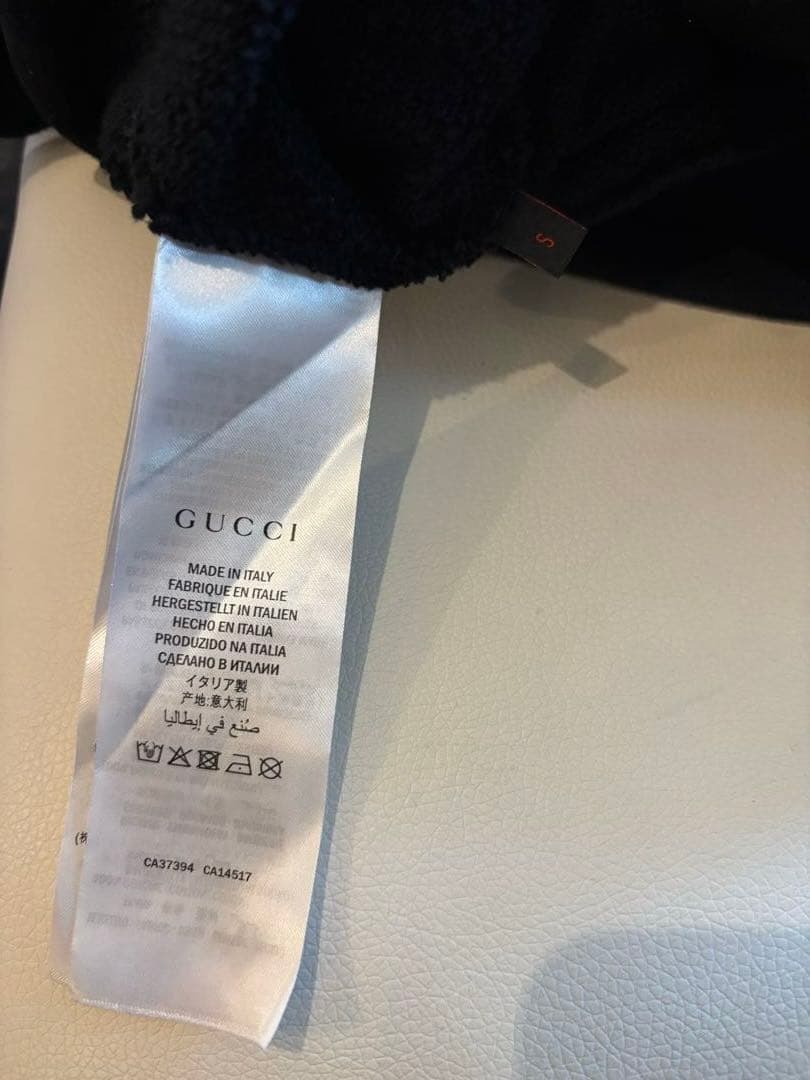 S
GUCCI
MADE IN ITALY
FABRIQUE EN ITALIE
HERGESTELLT IN ITALIEN
HECHO EN ITALIA
PRODUZIDO NA ITALIA
СДЕЛАНО В ИТАЛИИ
イタリア製
产地:意大利
صُنع في إيطاليا
CA37394 CA14517